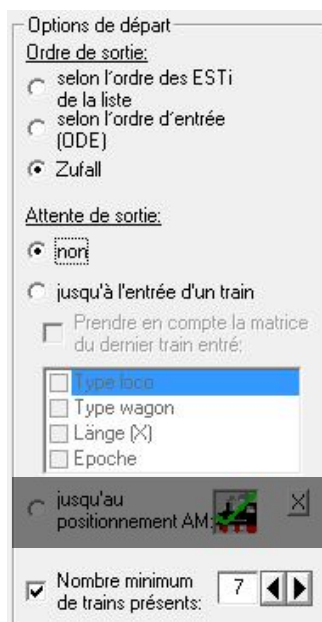 Options de départ
Ordre de sortie:
selon l'ordre des ESTi
de la liste
selon l'ordre d'entrée
(ODE)
Zufall
Attente de sortie:
non
jusqu'à l'entrée d'un train
Prendre en compte la matrice
du dernier train entré:
Type loco
Type wagon
Länge (X)
Epoche
jusqu'au
positionnement AM:
X
Nombre minimum
de trains présents:
7